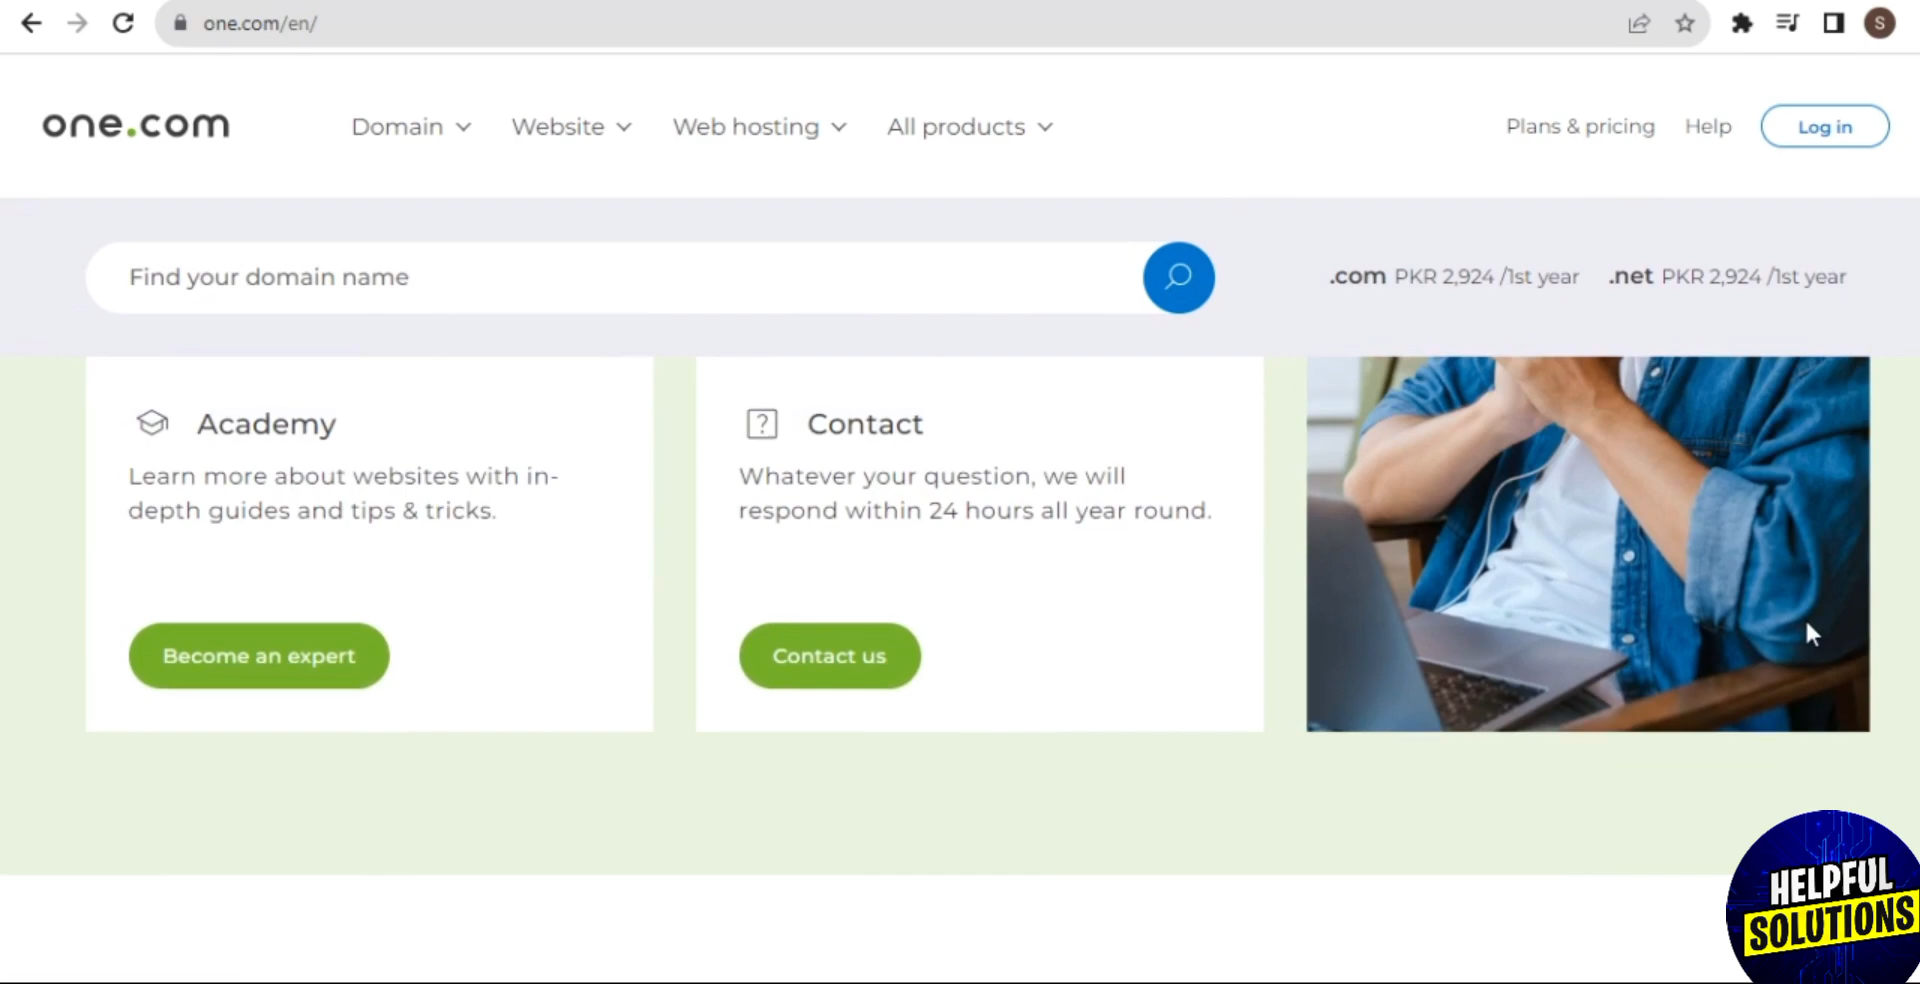 one.com/en/
S
one.com
Domain
Website
Web hosting
All products
Plans & pricing
Help
Log in
Find your domain name
.com PKR 2,924 /1st year
.net PKR 2,924 /1st year
Academy
Learn more about websites with in-
depth guides and tips & tricks.
Become an expert
?
Contact
Whatever your question, we will
respond within 24 hours all year round.
Contact us
HELPFUL
SOLUTIONS